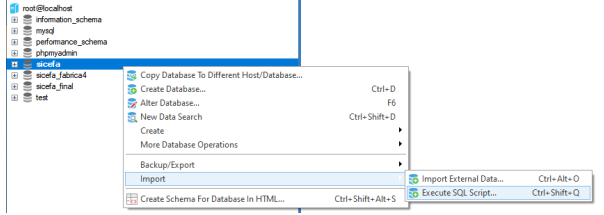 root@localhost
information_schema
mysql
performance_schema
phpmyadmin
sicefa
sicefa_fabrica4
sicefa_final
test
Copy Database To Different Host/Database...
Create Database... Ctrl+D
Alter Database... F6
New Data Search Ctrl+Shift+D
Create
More Database Operations
Backup/Export
Import
Create Schema For Database In HTML... Ctrl+Shift+Alt+S
Import External Data... Ctrl+Alt+O
Execute SQL Script... Ctrl+Shift+Q